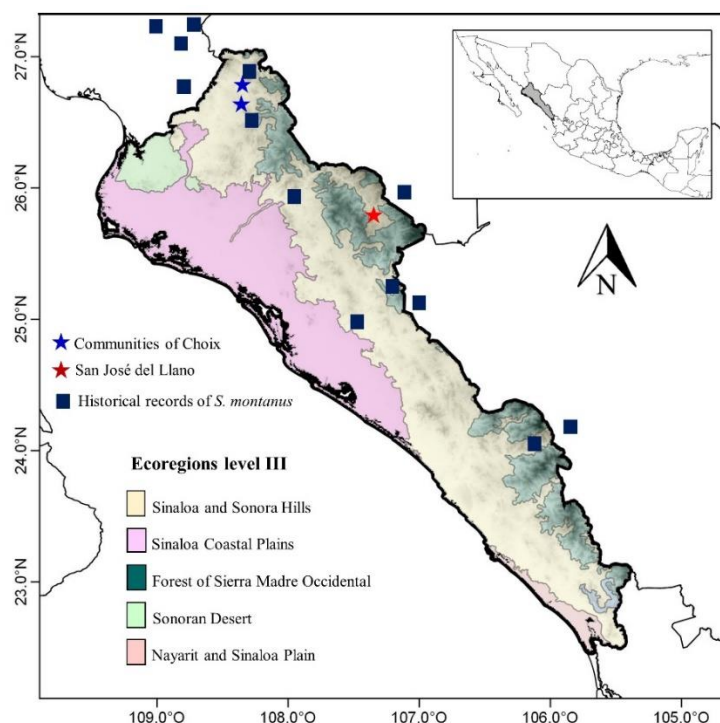 27.0°N
26.0°N
25.0°N
24.0°N
23.0°N
N
Communities of Choix
San José del Llano
Historical records of S. montanus
Ecoregions level III
Sinaloa and Sonora Hills
Sinaloa Coastal Plains
Forest of Sierra Madre Occidental
Sonoran Desert
Nayarit and Sinaloa Plain
109.0°O
108.0°O
107.0°O
106.0°O
105.0°O